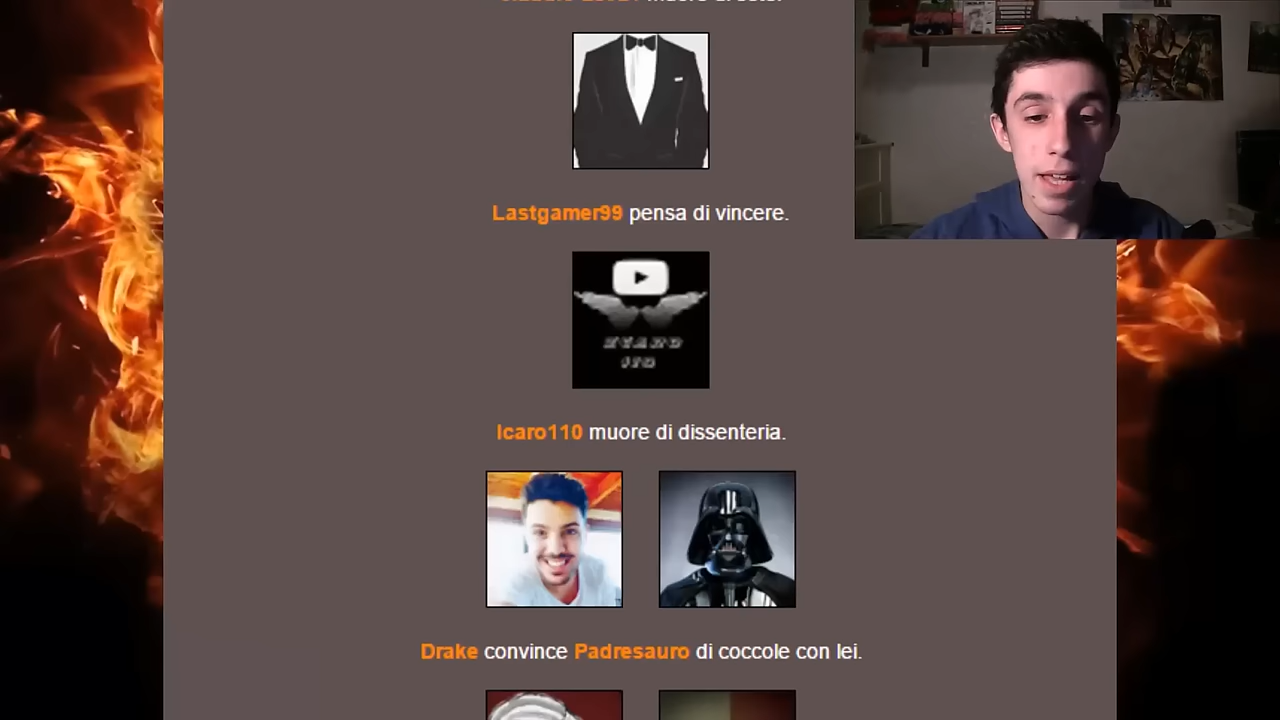 Lastgamer99 pensa di vincere.
Icaro110 muore di dissenteria.
Drake convince Padresauro di coccole con lei.